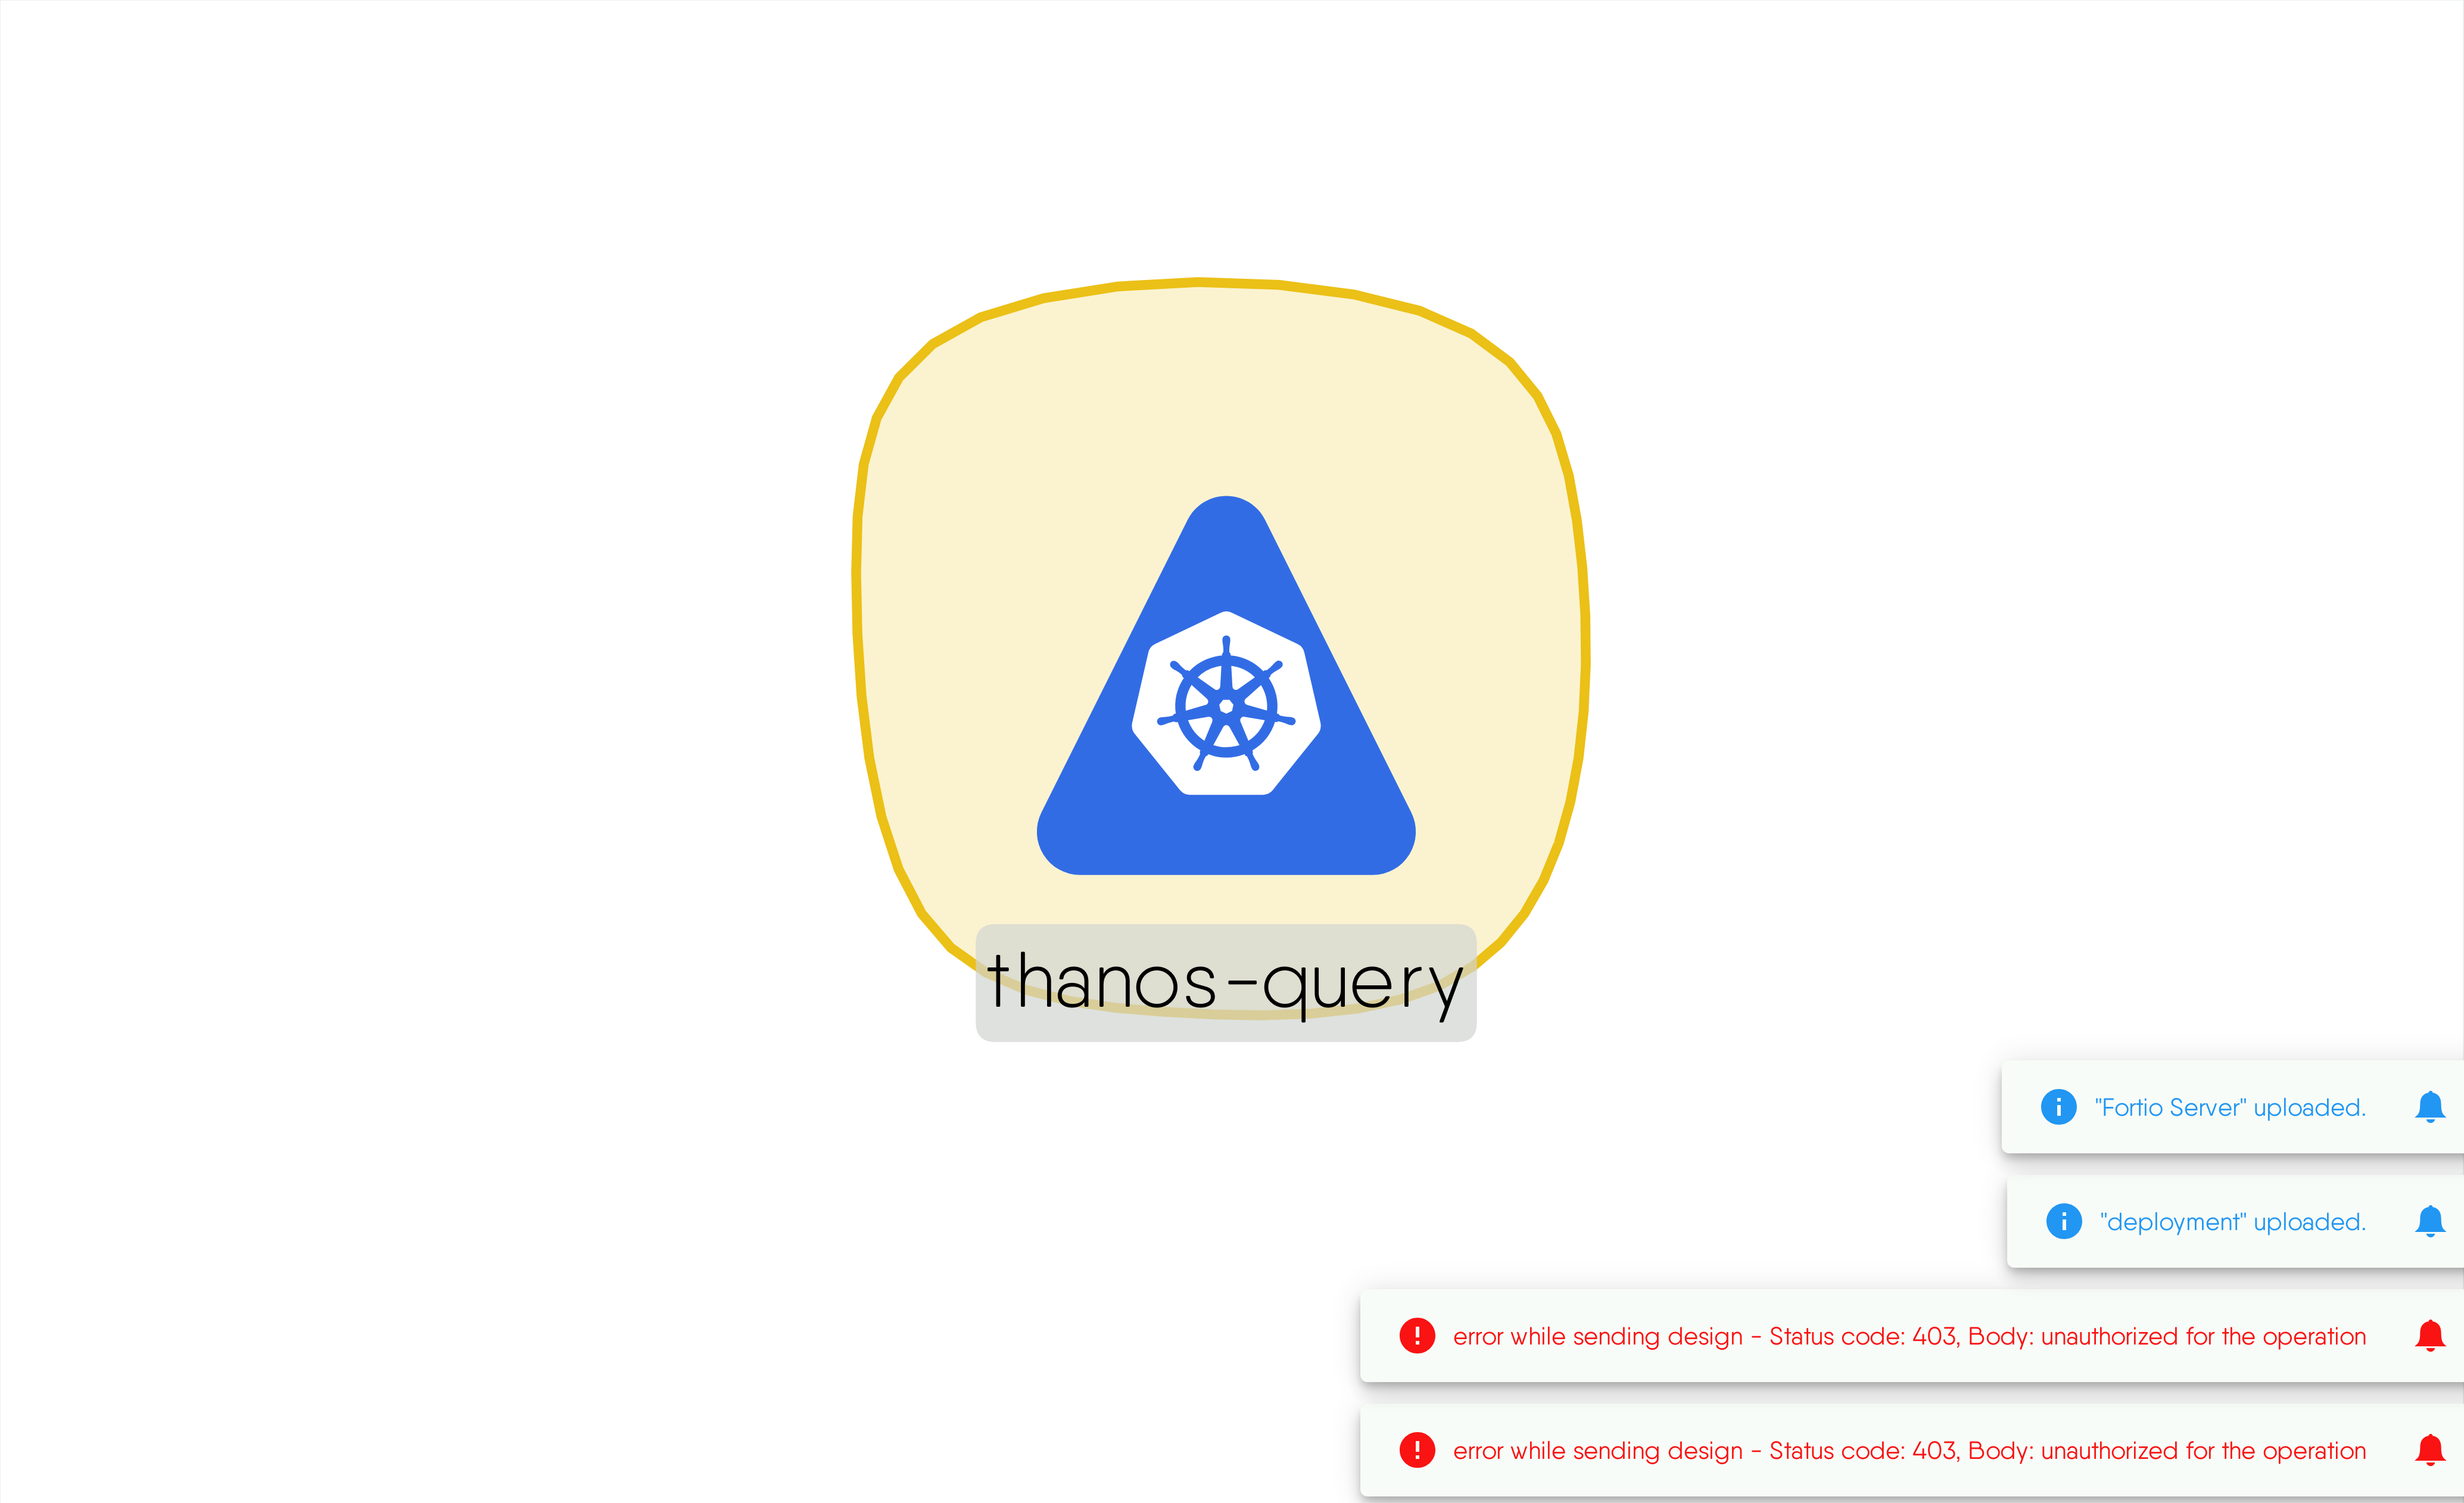 thanos-query
"Fortio Server" uploaded.
"deployment" uploaded.
error while sending design - Status code: 403, Body: unauthorized for the operation
error while sending design - Status code: 403, Body: unauthorized for the operation